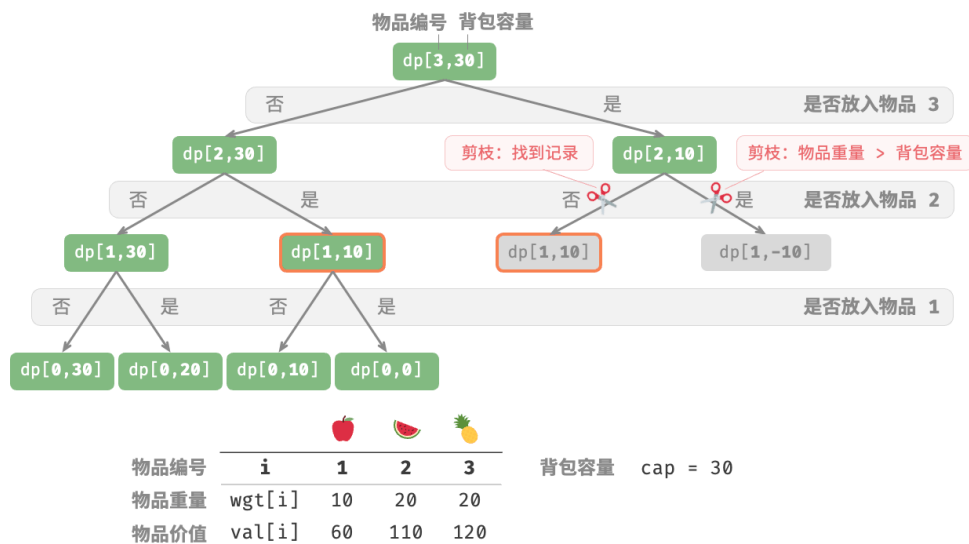 物品编号 背包容量
dp[3,30]
否 是 是否放入物品 3
dp[2,30] 剪枝：找到记录 dp[2,10] 剪枝：物品重量 > 背包容量
否 是 否 是 是否放入物品 2
dp[1,30] dp[1,10] dp[1,10] dp[1,-10]
否 是 否 是 是否放入物品 1
dp[0,30] dp[0,20] dp[0,10] dp[0,0]
物品编号 i 1 2 3 背包容量 cap = 30
物品重量 wgt[i] 10 20 20
物品价值 val[i] 60 110 120